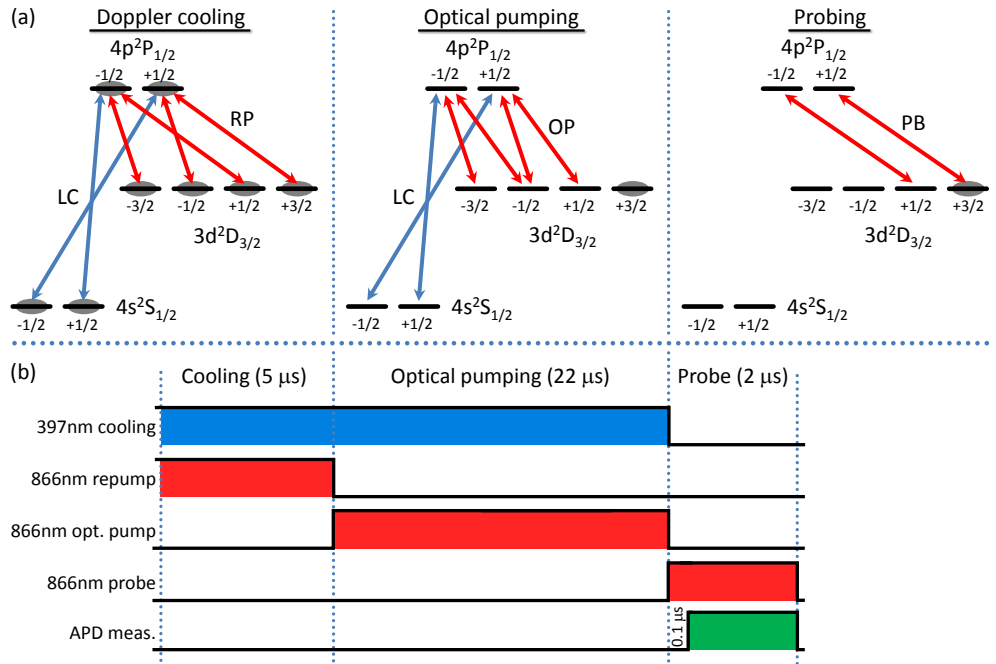 (a)
Doppler cooling
4p²P₁/₂
-1/2 +1/2
RP
LC
-3/2 -1/2 +1/2 +3/2
3d²D₃/₂
4s²S₁/₂
-1/2 +1/2
Optical pumping
4p²P₁/₂
-1/2 +1/2
OP
LC
-3/2 -1/2 +1/2 +3/2
3d²D₃/₂
4s²S₁/₂
-1/2 +1/2
Probing
4p²P₁/₂
-1/2 +1/2
PB
-3/2 -1/2 +1/2 +3/2
3d²D₃/₂
4s²S₁/₂
-1/2 +1/2
(b)
Cooling (5 μs) Optical pumping (22 μs) Probe (2 μs)
397nm cooling
866nm repump
866nm opt. pump
866nm probe
APD meas.
0.1 μs